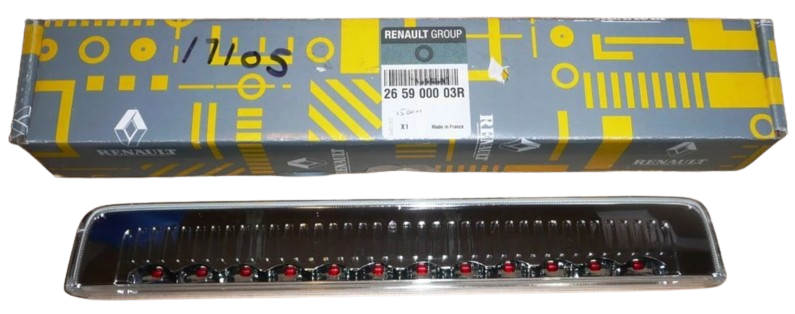 17105
RENAULT GROUP
26 59 000 03R
X1 Made in France
RENAULT
RENAULT
RENAULT